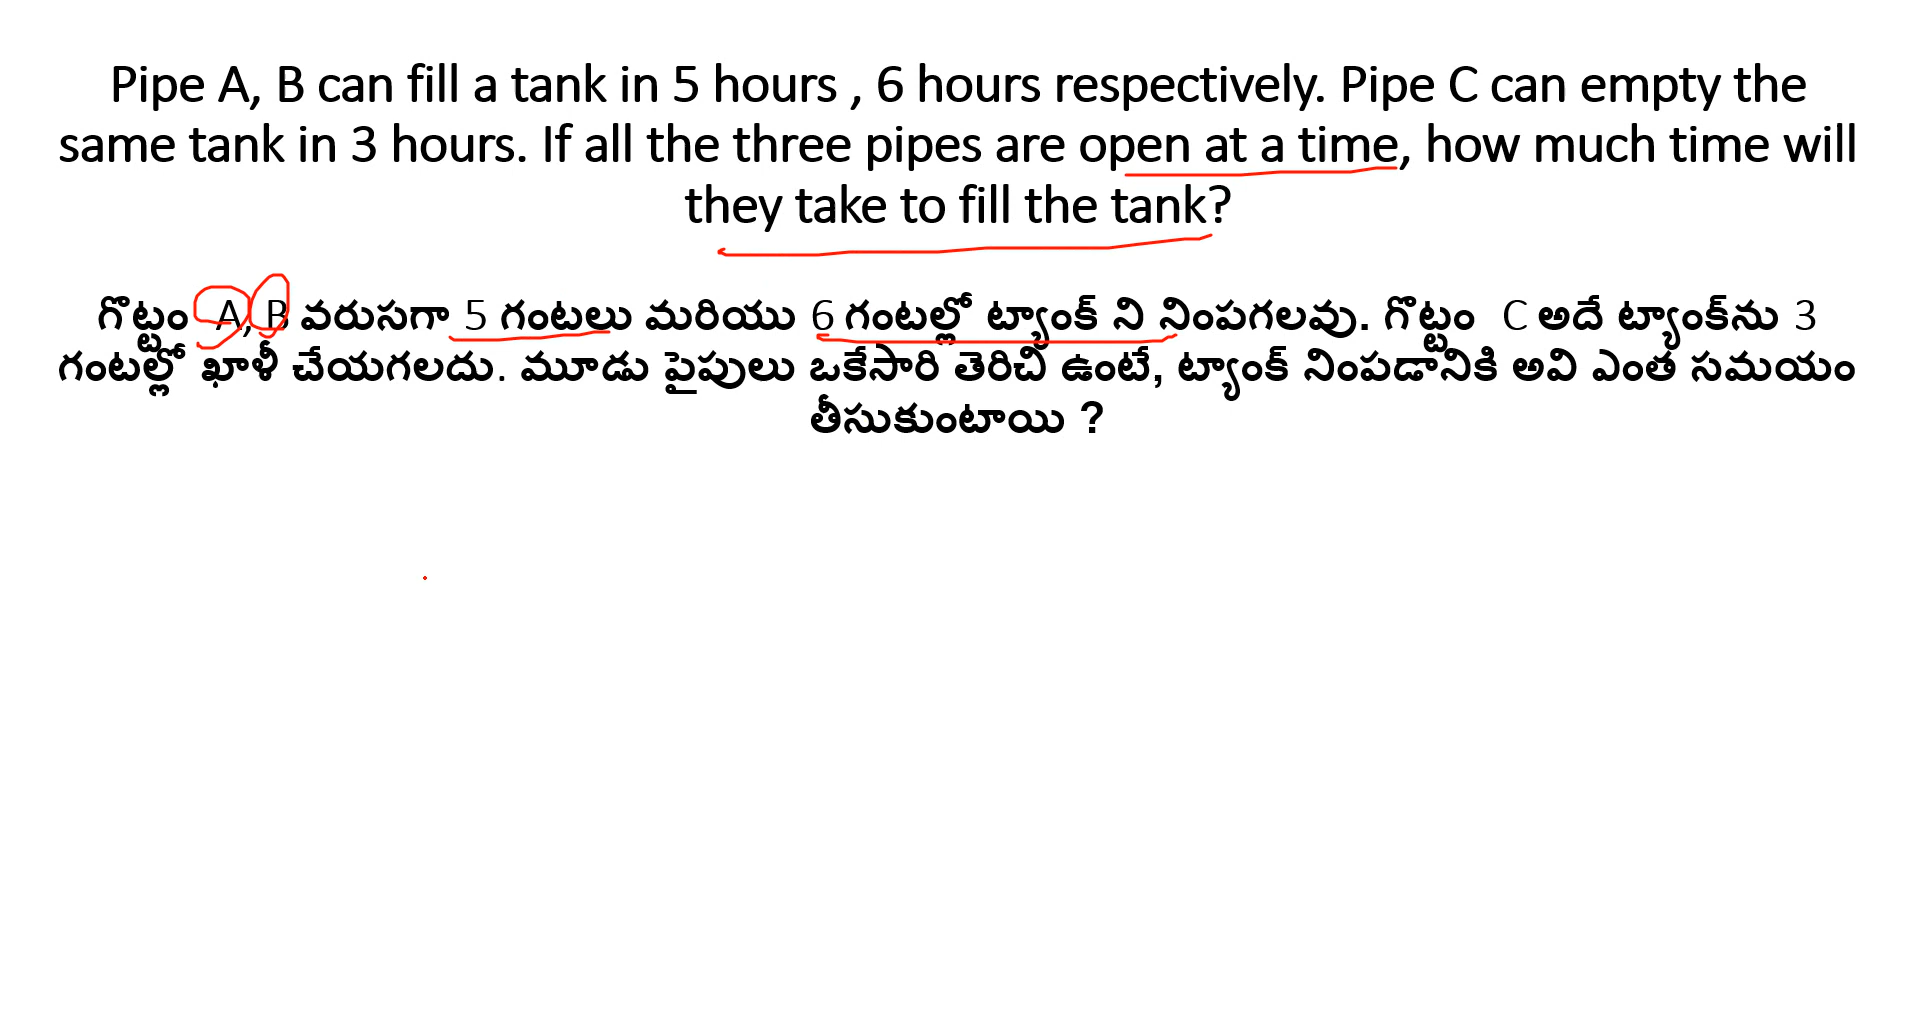 Pipe A, B can fill a tank in 5 hours , 6 hours respectively. Pipe C can empty the
same tank in 3 hours. If all the three pipes are open at a time, how much time will
they take to fill the tank?
గొట్టం A, B వరుసగా 5 గంటలు మరియు 6 గంటల్లో ట్యాంక్ ని నింపగలవు. గొట్టం C అదే ట్యాంక్‌ను 3
గంటల్లో ఖాళీ చేయగలదు. మూడు పైపులు ఒకేసారి తెరిచి ఉంటే, ట్యాంక్ నింపడానికి అవి ఎంత సమయం
తీసుకుంటాయి ?